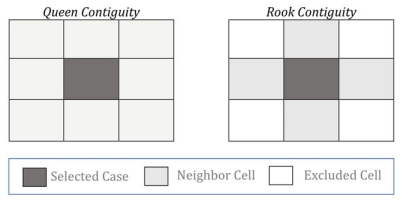 Queen Contiguity
Rook Contiguity
Selected Case
Neighbor Cell
Excluded Cell